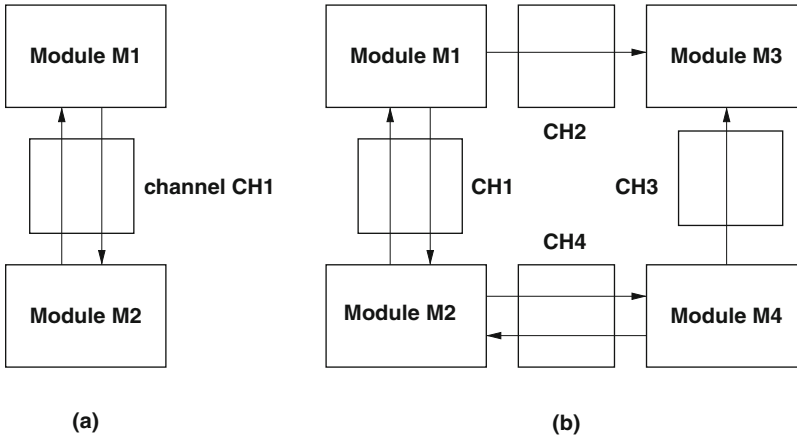 Module M1
channel CH1
Module M2
(a)
Module M1
Module M3
CH2
CH1
CH3
CH4
Module M2
Module M4
(b)